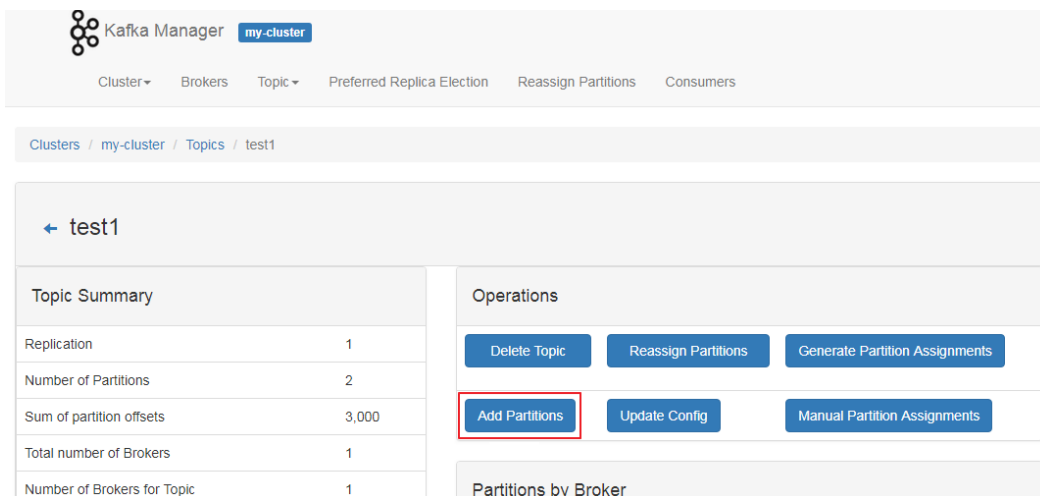 Kafka Manager my-cluster
Cluster Brokers Topic Preferred Replica Election Reassign Partitions Consumers
Clusters / my-cluster / Topics / test1
← test1
Topic Summary
Replication 1
Number of Partitions 2
Sum of partition offsets 3,000
Total number of Brokers 1
Number of Brokers for Topic 1
Operations
Delete Topic Reassign Partitions Generate Partition Assignments
Add Partitions Update Config Manual Partition Assignments
Partitions by Broker